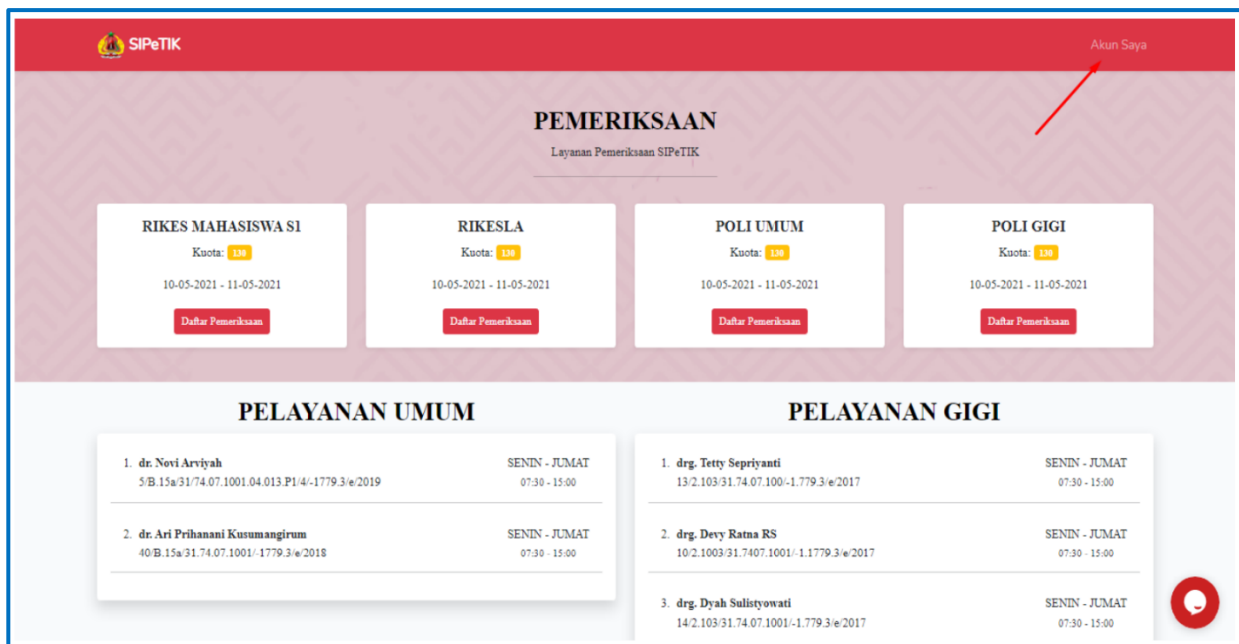 SIPeTIK
Akun Saya
PEMERIKSAAN
Layanan Pemeriksaan SIPeTIK
RIKES MAHASISWA S1
Kuota: 130
10-05-2021 - 11-05-2021
Daftar Pemeriksaan
RIKESLA
Kuota: 130
10-05-2021 - 11-05-2021
Daftar Pemeriksaan
POLI UMUM
Kuota: 130
10-05-2021 - 11-05-2021
Daftar Pemeriksaan
POLI GIGI
Kuota: 130
10-05-2021 - 11-05-2021
Daftar Pemeriksaan
PELAYANAN UMUM
1. dr. Novi Arviyah
5/B.15a/31/74.07.1001.04.013.P1/4/-1779.3/e/2019
SENIN - JUMAT
07:30 - 15:00
2. dr. Ari Prihanani Kusumangirum
40/B.15a/31.74.07.1001/-1779.3/e/2018
SENIN - JUMAT
07:30 - 15:00
PELAYANAN GIGI
1. drg. Tetty Sepriyanti
13/2.103/31.74.07.100/-1.779.3/e/2017
SENIN - JUMAT
07:30 - 15:00
2. drg. Devy Ratna RS
10/2.1003/31.7407.1001/-1.1779.3/e/2017
SENIN - JUMAT
07:30 - 15:00
3. drg. Dyah Sulistyowati
14/2.103/31.74.07.1001/-1.779.3/e/2017
SENIN - JUMAT
07:30 - 15:00